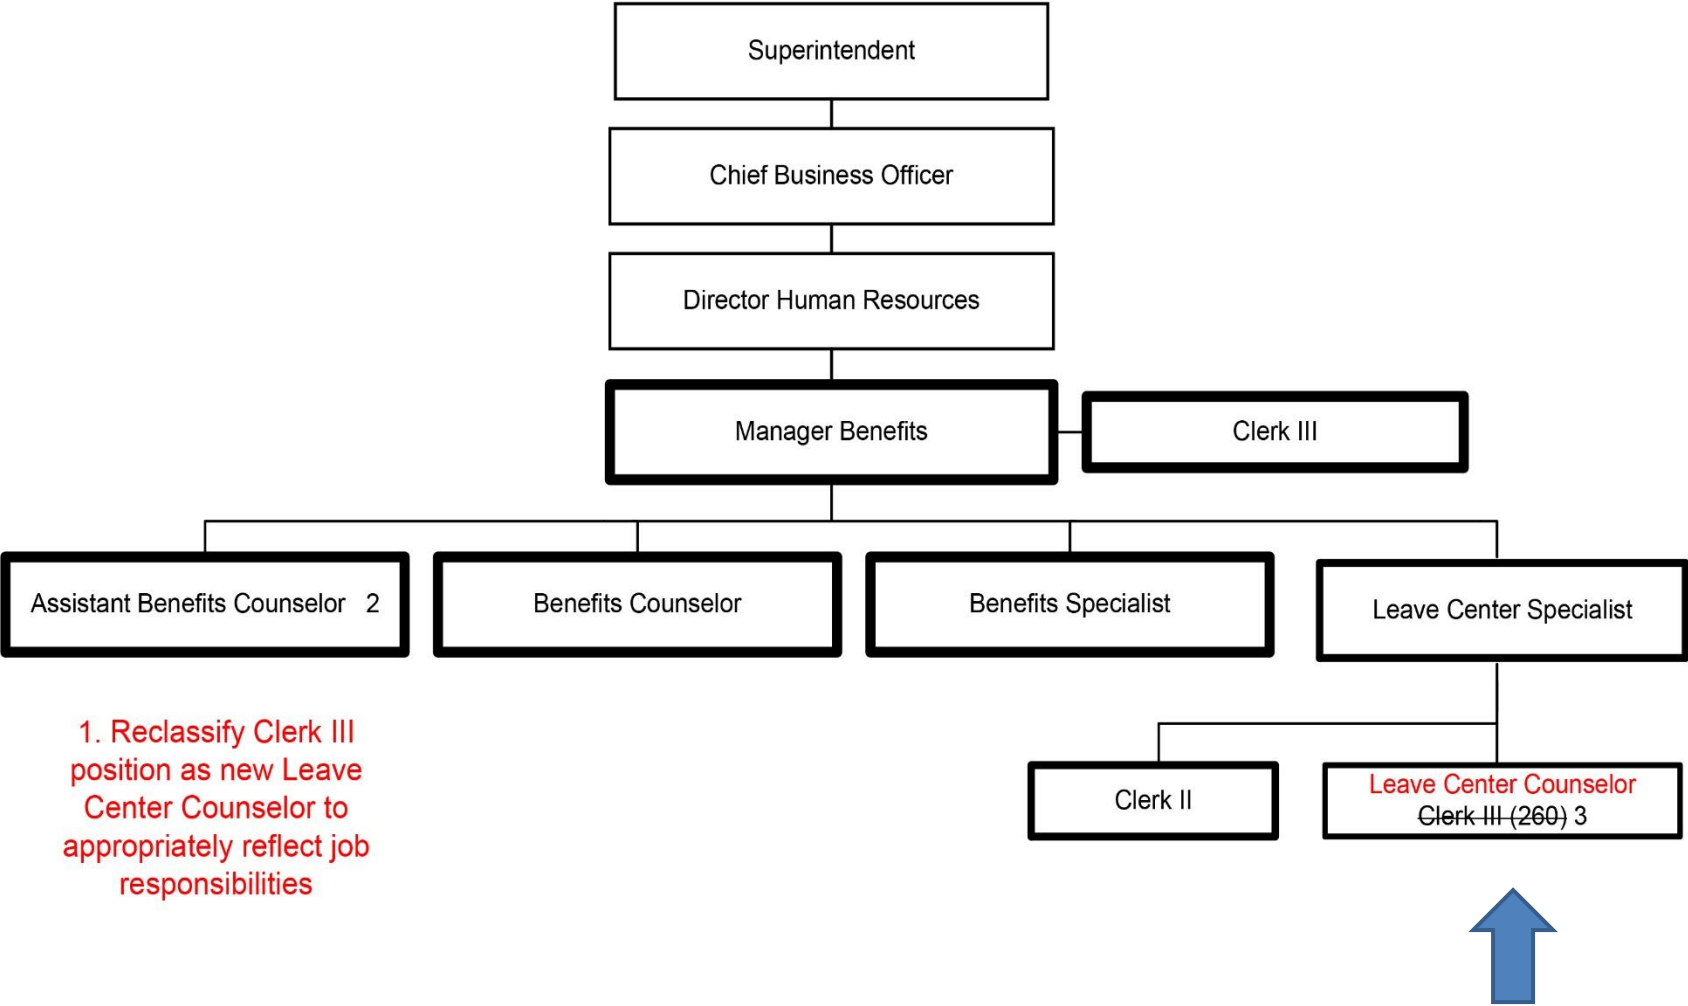 Superintendent
Chief Business Officer
Director Human Resources
Manager Benefits
Clerk III
Assistant Benefits Counselor 2
Benefits Counselor
Benefits Specialist
Leave Center Specialist
1. Reclassify Clerk III
position as new Leave
Center Counselor to
appropriately reflect job
responsibilities
Clerk II
Leave Center Counselor
Clerk III (260) 3